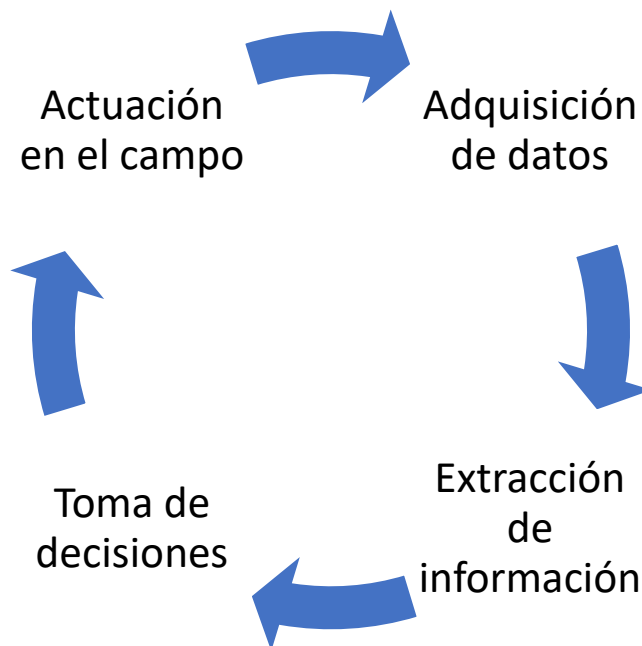 Actuación
en el campo
Adquisición
de datos
Extracción
de
información
Toma de
decisiones